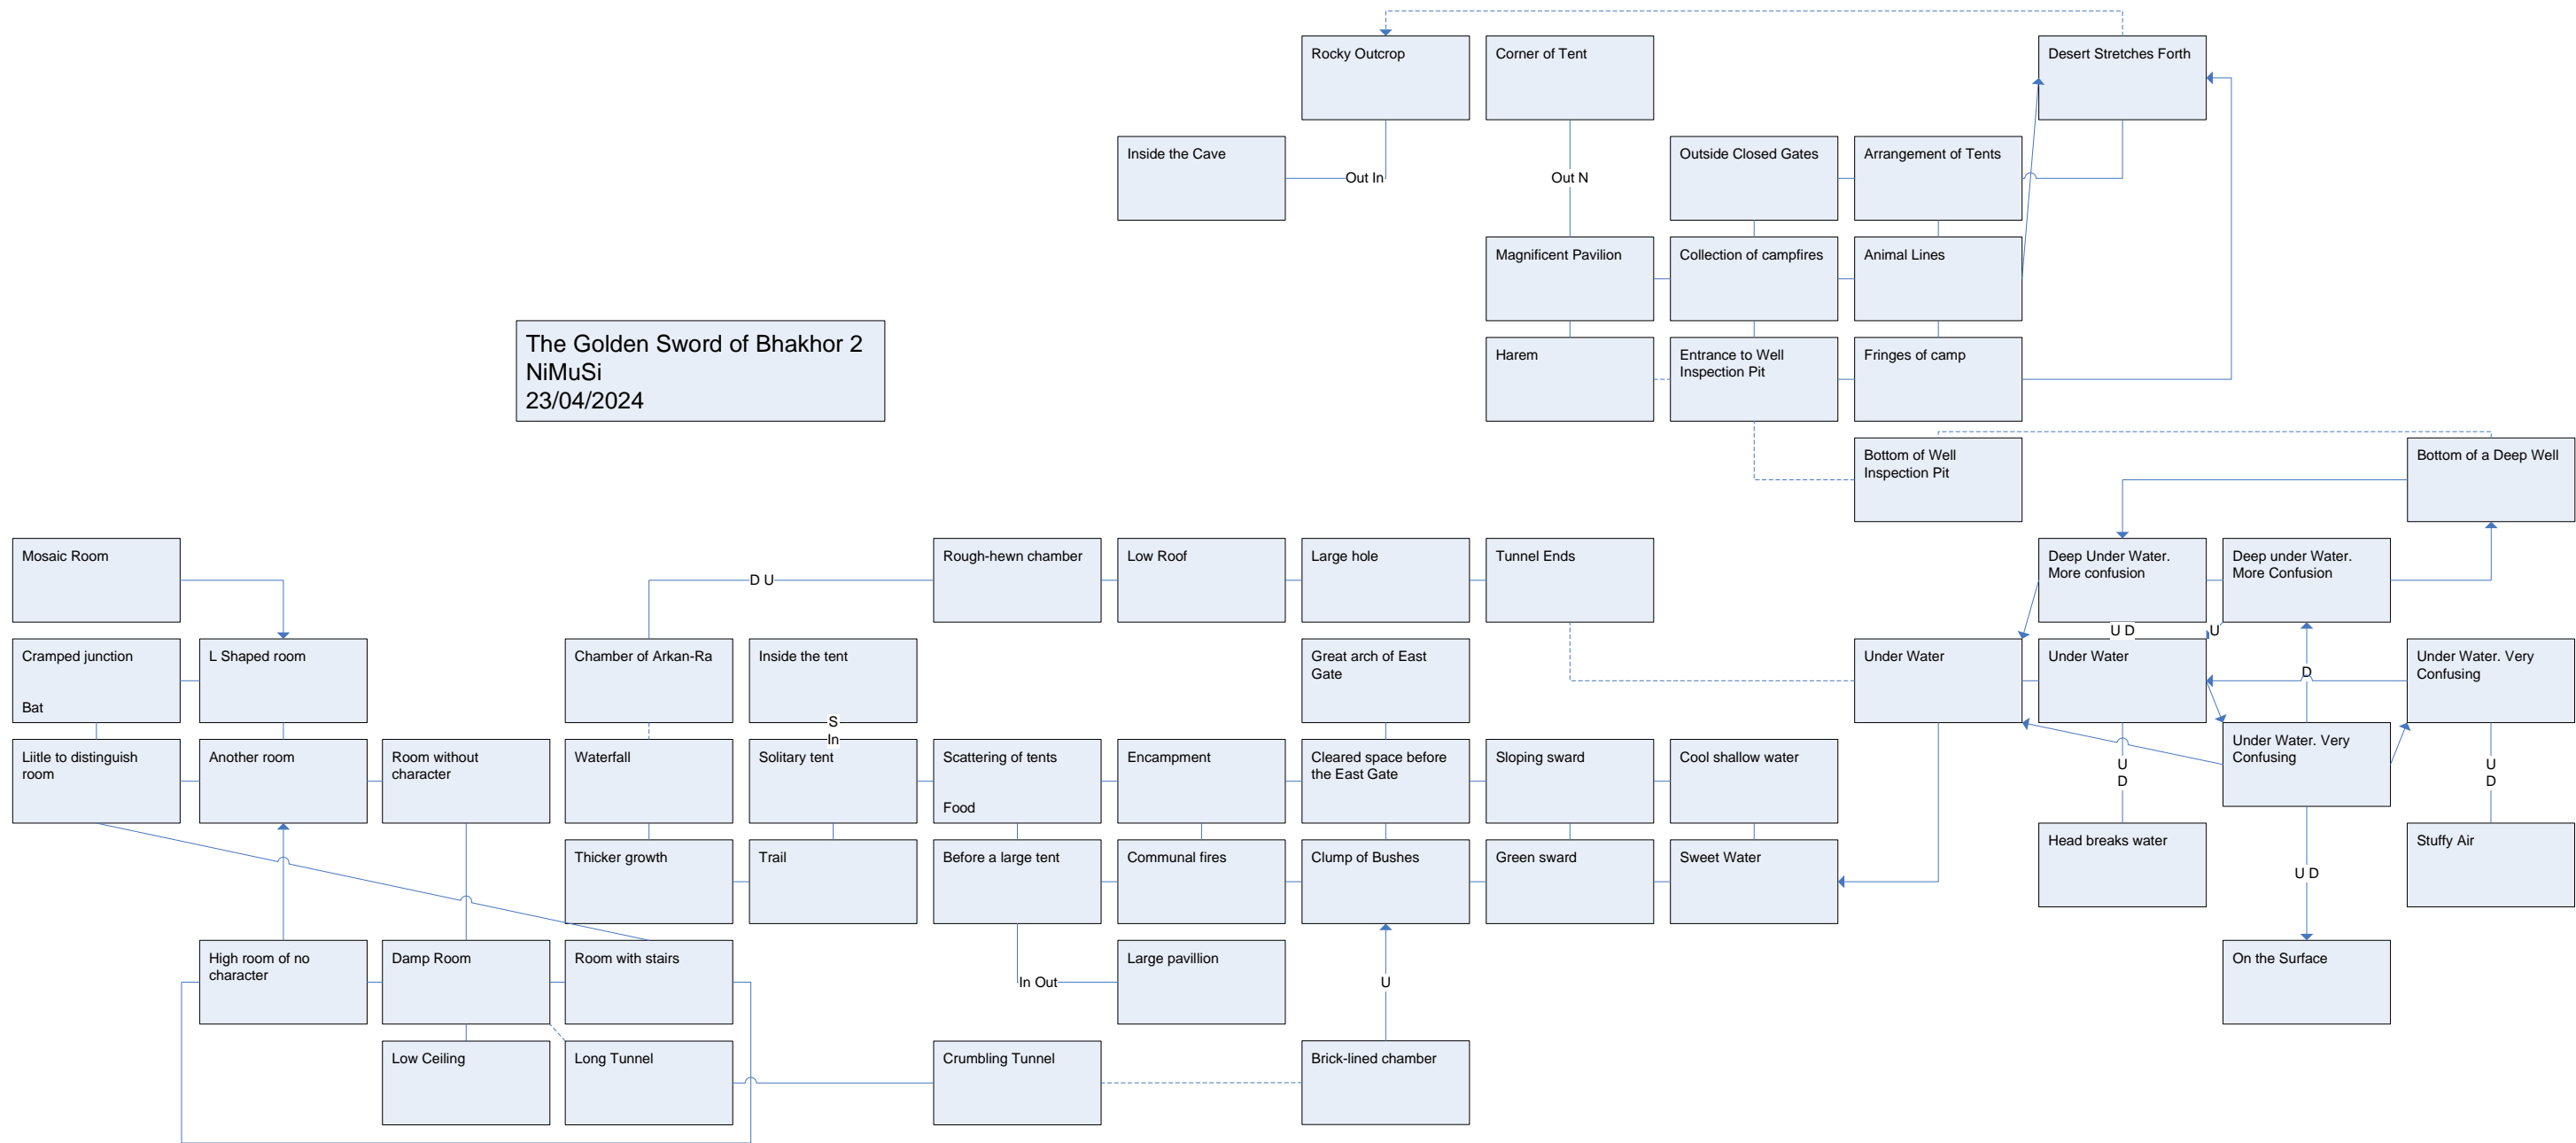 Rocky Outcrop
Corner of Tent
Desert Stretches Forth
Inside the Cave
Out In
Out N
Outside Closed Gates
Arrangement of Tents
Magnificent Pavilion
Collection of campfires
Animal Lines
The Golden Sword of Bhakhor 2
NiMuSi
23/04/2024
Harem
Entrance to Well
Inspection Pit
Fringes of camp
Bottom of Well
Inspection Pit
Bottom of a Deep Well
Mosaic Room
D U
Rough-hewn chamber
Low Roof
Large hole
Tunnel Ends
Deep Under Water.
More confusion
Deep under Water.
More Confusion
U D
U
Cramped junction
Bat
L Shaped room
Chamber of Arkan-Ra
Inside the tent
Great arch of East
Gate
Under Water
Under Water
D
Under Water. Very
Confusing
S
In
Liitle to distinguish
room
Another room
Room without
character
Waterfall
Solitary tent
Scattering of tents
Food
Encampment
Cleared space before
the East Gate
Sloping sward
Cool shallow water
U
D
Under Water. Very
Confusing
U
D
Thicker growth
Trail
Before a large tent
Communal fires
Clump of Bushes
Green sward
Sweet Water
Head breaks water
U D
Stuffy Air
High room of no
character
Damp Room
Room with stairs
In Out
Large pavillion
U
On the Surface
Low Ceiling
Long Tunnel
Crumbling Tunnel
Brick-lined chamber